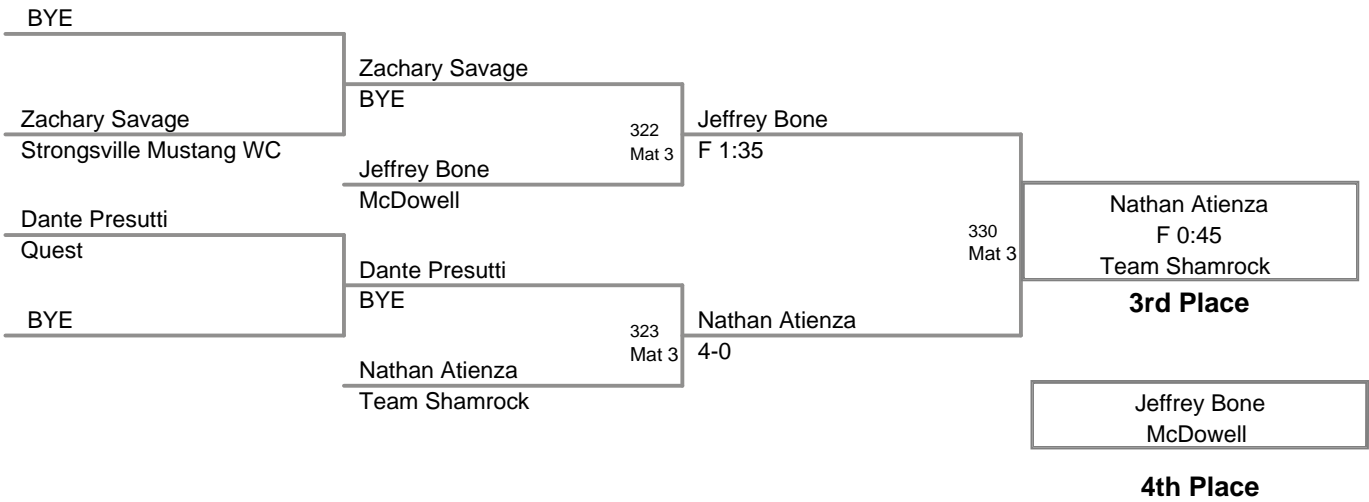 BYE
Zachary Savage
BYE
Zachary Savage
Strongsville Mustang WC
322
Mat 3
Jeffrey Bone
F 1:35
Jeffrey Bone
McDowell
Dante Presutti
Quest
Dante Presutti
BYE
BYE
323
Mat 3
Nathan Atienza
4-0
Nathan Atienza
Team Shamrock
330
Mat 3
Nathan Atienza
F 0:45
Team Shamrock
3rd Place
Jeffrey Bone
McDowell
4th Place